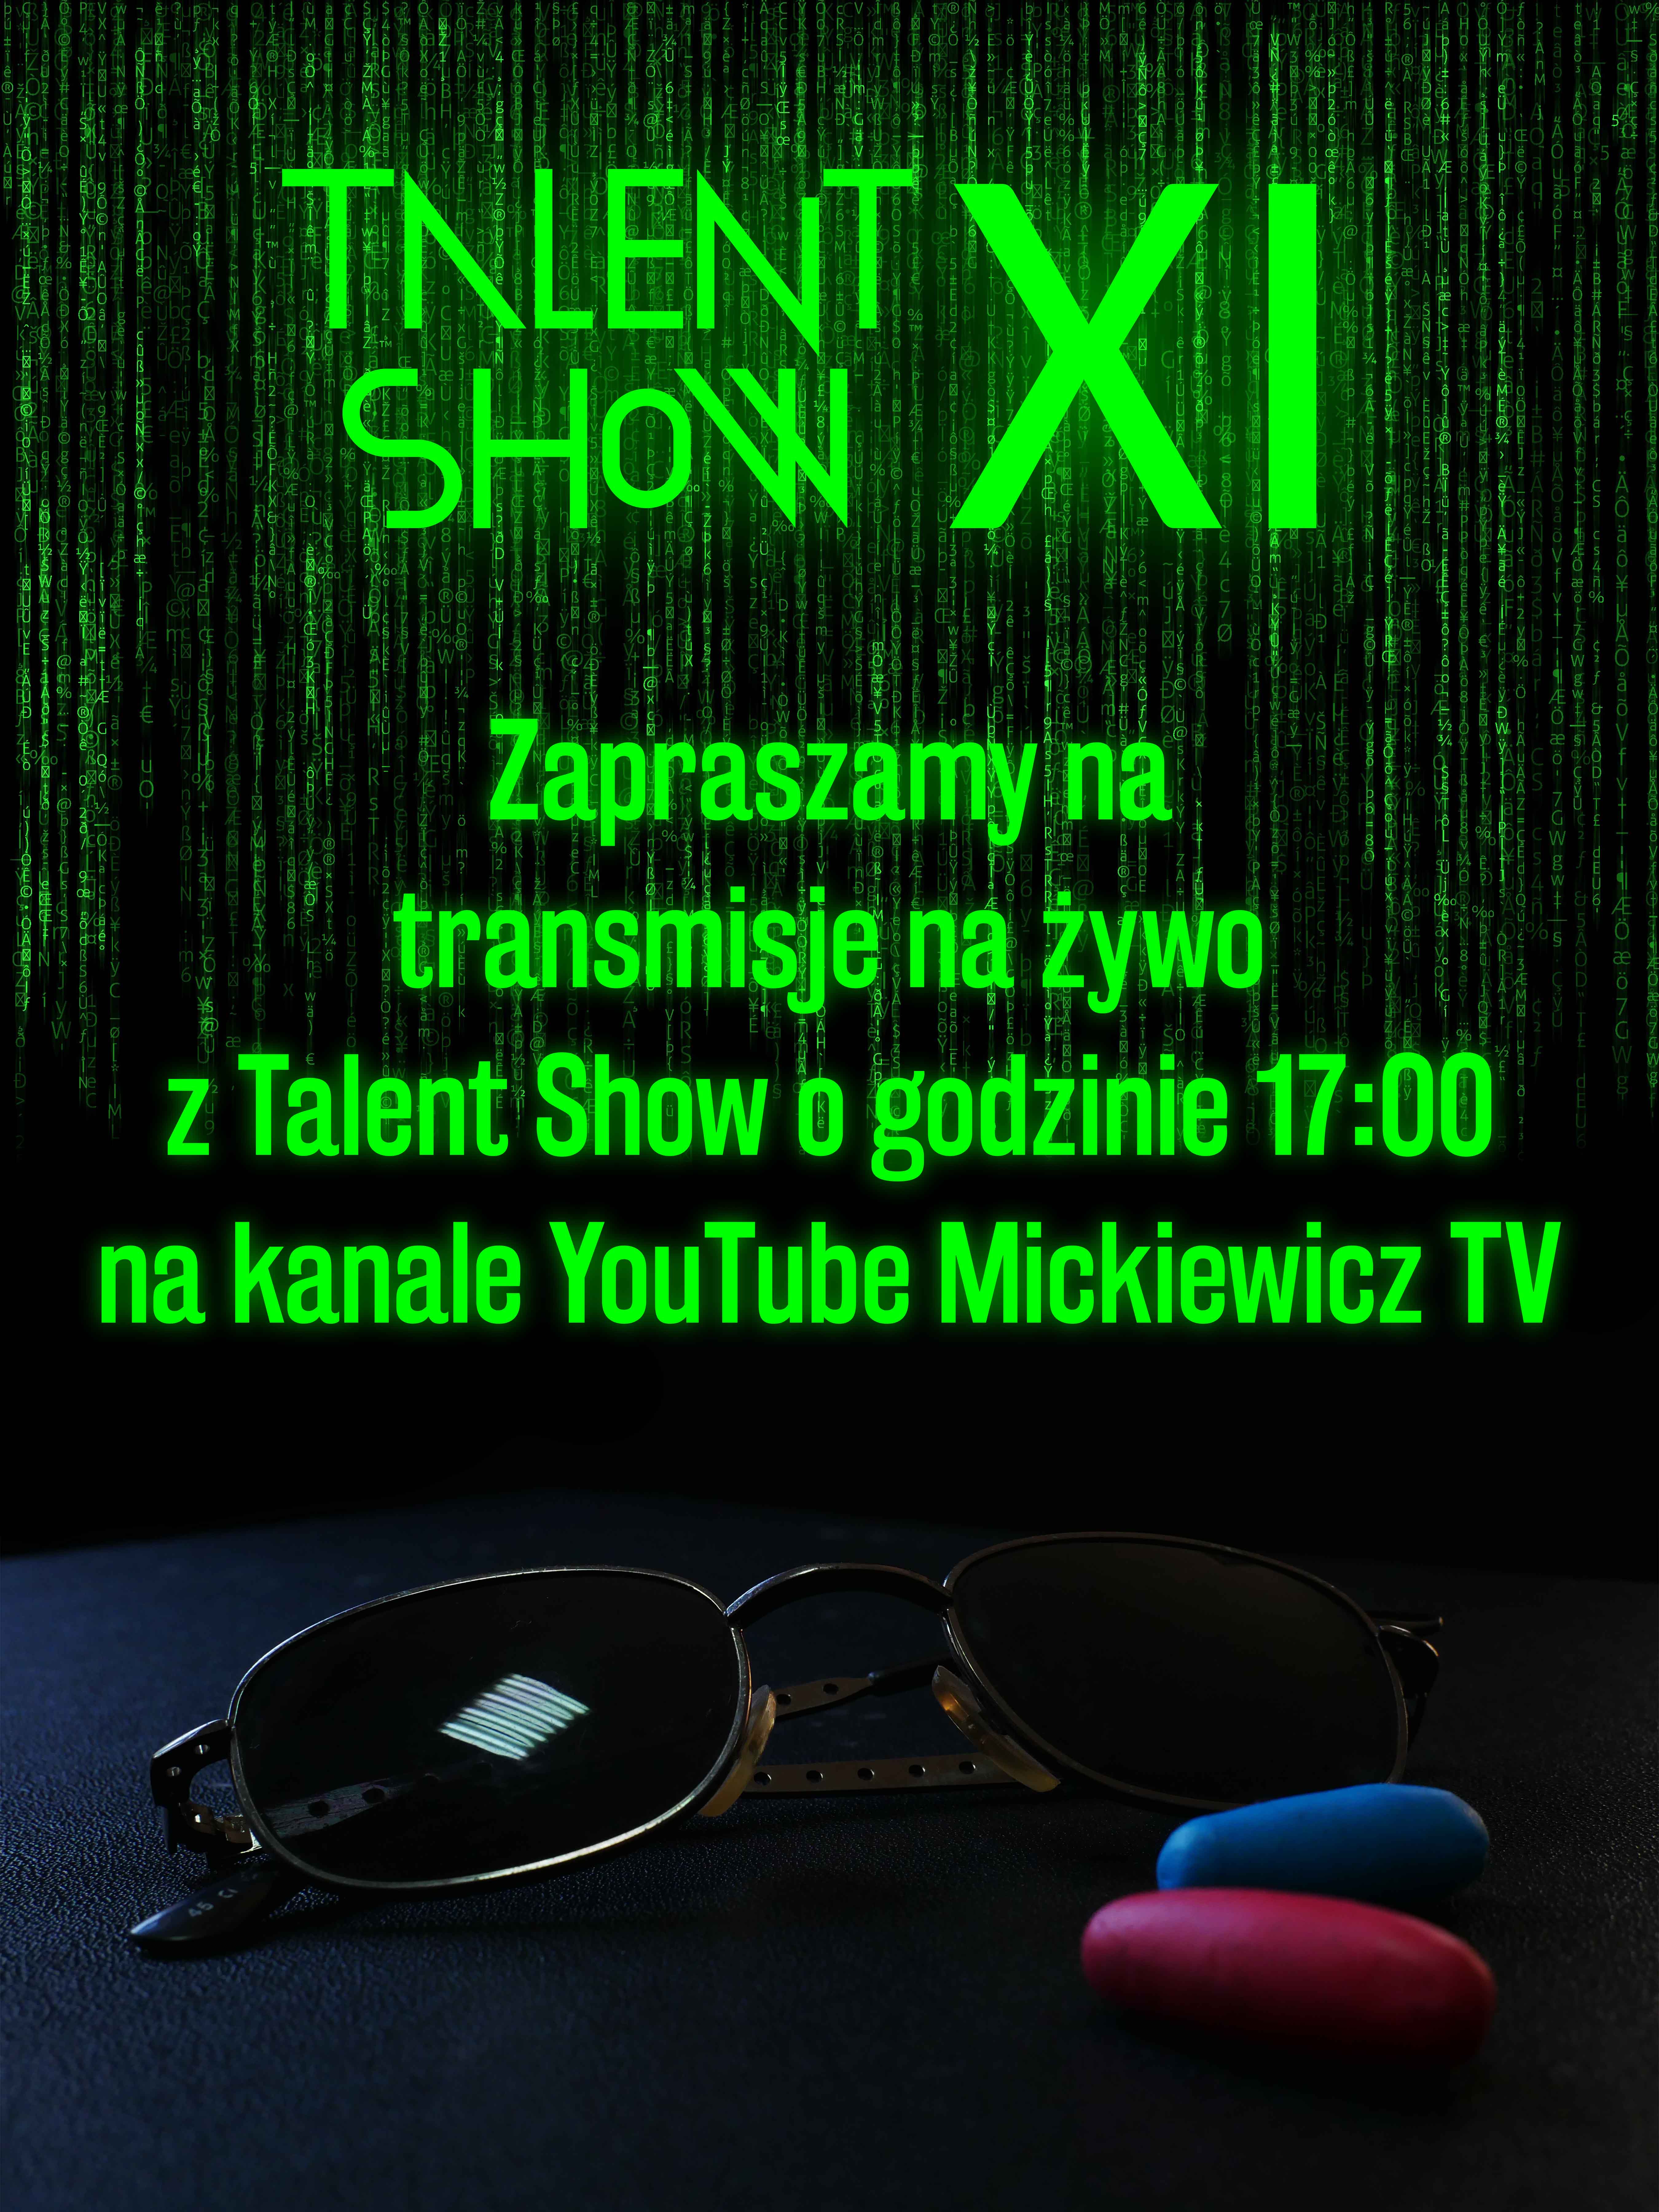 TALENT
SHOW
XI
Zapraszamy na
transmisje na żywo
z Talent Show o godzinie 17:00
na kanale YouTube Mickiewicz TV